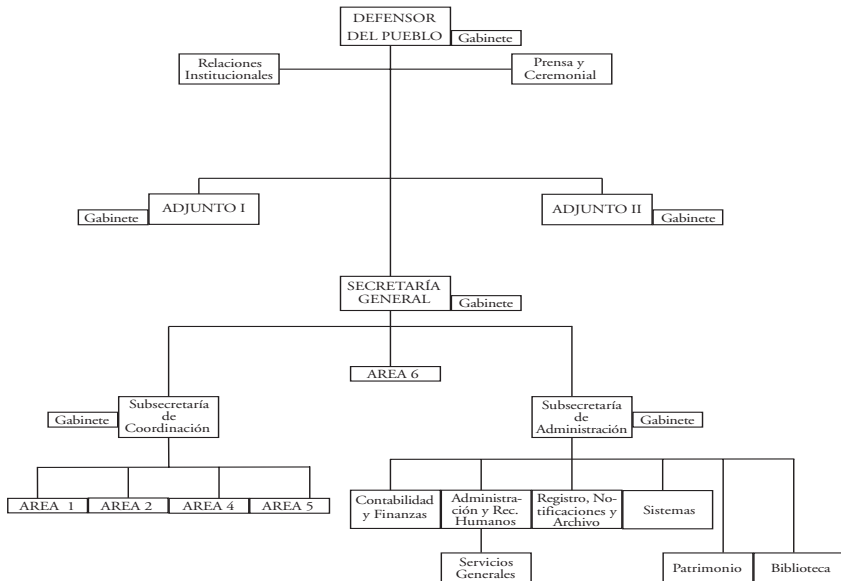 DEFENSOR
DEL PUEBLO
Gabinete
Relaciones
Institucionales
Prensa y
Ceremonial
Gabinete
ADJUNTO I
ADJUNTO II
Gabinete
SECRETARÍA
GENERAL
Gabinete
AREA 6
Gabinete
Subsecretaría
de
Coordinación
Subsecretaría
de
Administración
Gabinete
AREA 1
AREA 2
AREA 4
AREA 5
Contabilidad
y Finanzas
Administra-
ción y Rec.
Humanos
Registro, No-
tificaciones y
Archivo
Sistemas
Servicios
Generales
Patrimonio
Biblioteca